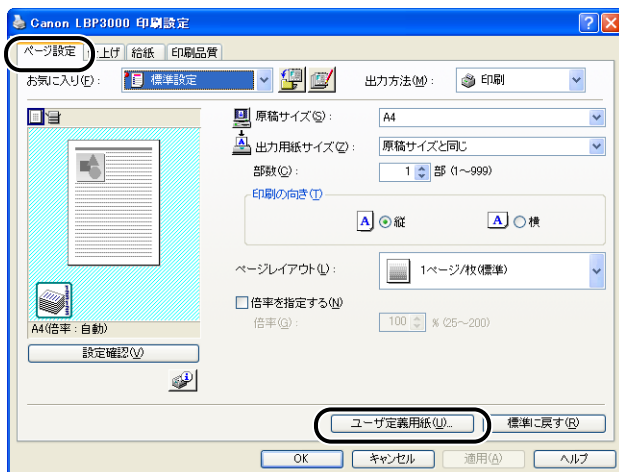 Canon LBP3000 印刷設定
ページ設定 上げ 給紙 印刷品質
お気に入り(F): 標準設定 出力方法(M): 印刷
原稿サイズ(S): A4
出力用紙サイズ(Z): 原稿サイズと同じ
部数(C): 1 部 (1～999)
印刷の向き(T)
A 縦 A 横
ページレイアウト(L): 1ページ/枚(標準)
倍率を指定する(N)
倍率(G): 100 % (25～200)
A4(倍率:自動)
設定確認(V)
ユーザ定義用紙(U)... 標準に戻す(R)
OK キャンセル 適用(A) ヘルプ